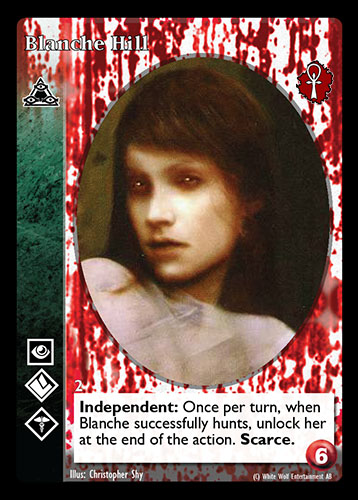 Blanche Hill
2
Independent: Once per turn, when
Blanche successfully hunts, unlock her
at the end of the action. Scarce.
6
Illus: Christopher Shy
(C) White Wolf Entertainment AB